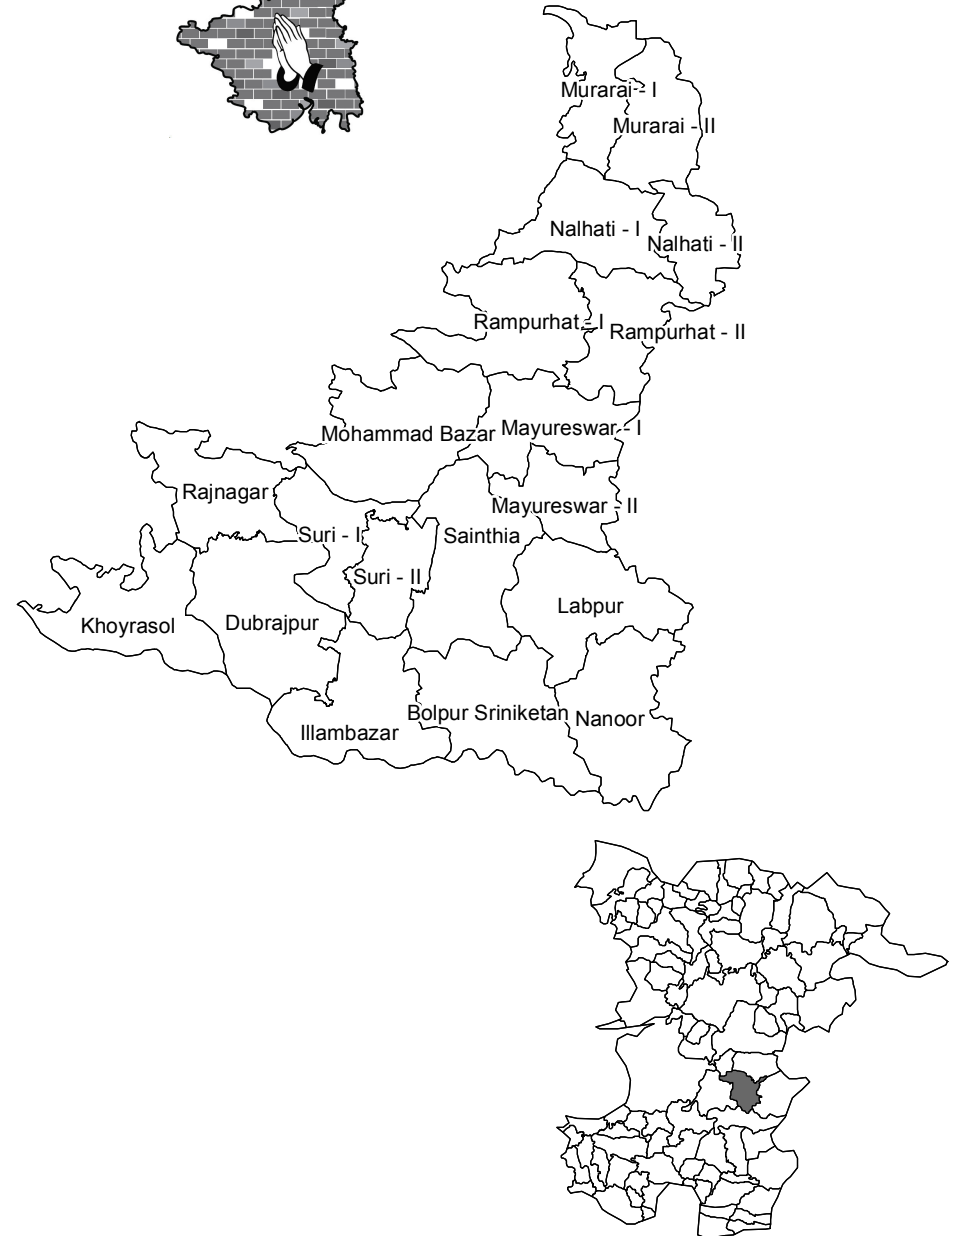 Murarai - I
Murarai - II
Nalhati - I
Nalhati - II
Rampurhat - I
Rampurhat - II
Mohammad Bazar
Mayureswar - I
Rajnagar
Mayureswar - II
Suri - I
Sainthia
Suri - II
Labpur
Khoyrasol
Dubrajpur
Bolpur Sriniketan
Nanoor
Illambazar